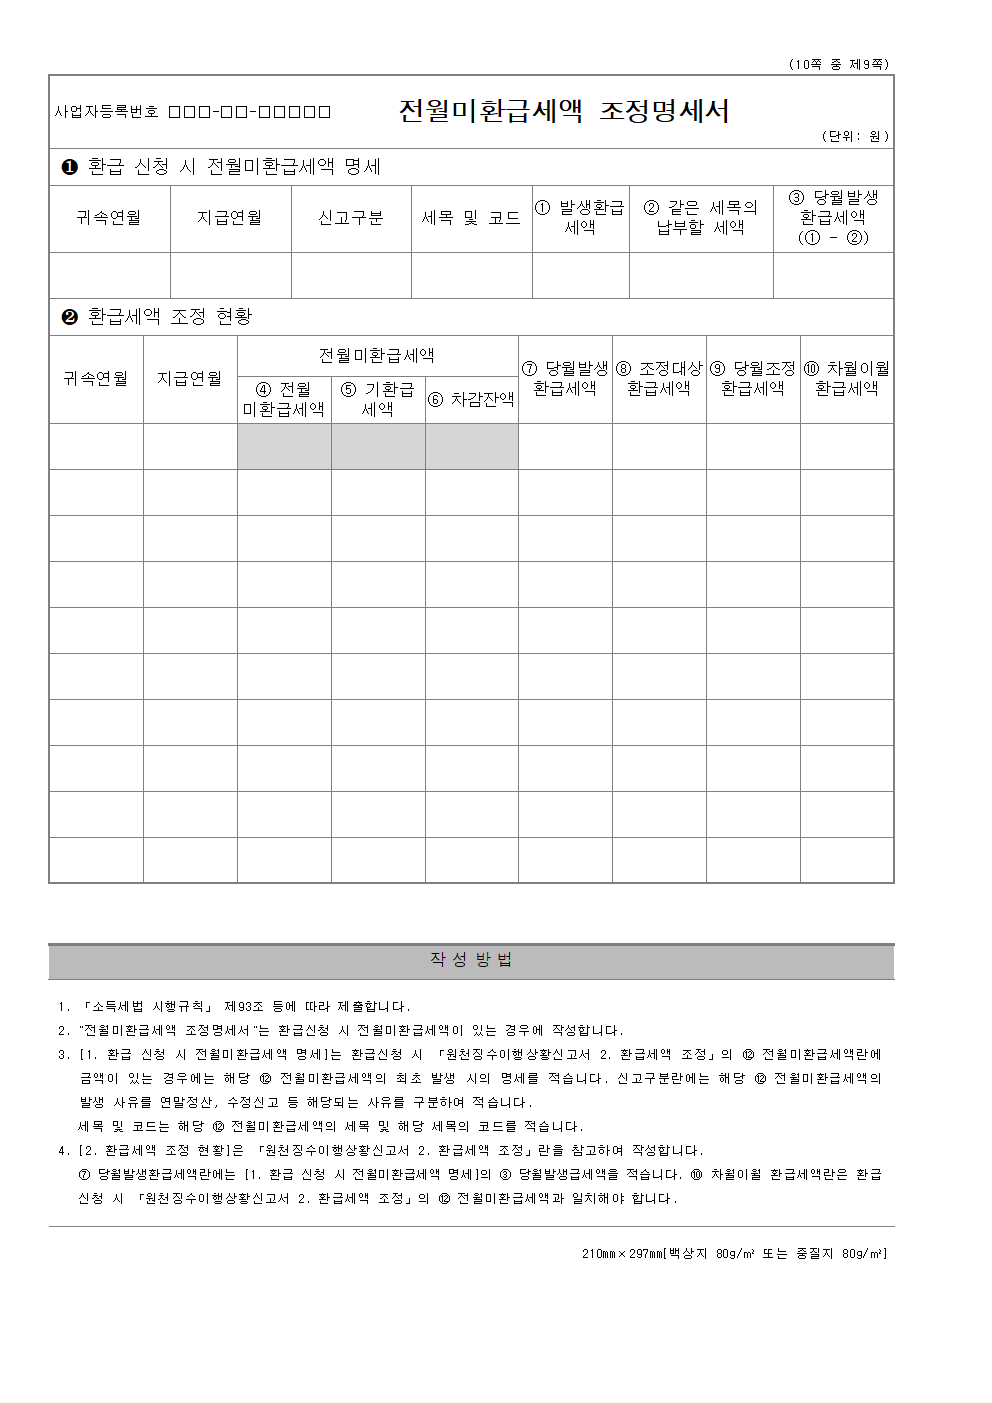 (10쪽 중 제9쪽)
사업자등록번호 □□□-□□-□□□□□ 전월미환급세액 조정명세서
(단위: 원)
❶ 환급 신청 시 전월미환급세액 명세
귀속연월 지급연월 신고구분 세목 및 코드 ① 발생환급세액 ② 같은 세목의 납부할 세액 ③ 당월발생 환급세액 (① - ②)
❷ 환급세액 조정 현황
귀속연월 지급연월 전월미환급세액 ⑦ 당월발생 환급세액 ⑧ 조정대상 환급세액 ⑨ 당월조정 환급세액 ⑩ 차월이월 환급세액
④ 전월 미환급세액 ⑤ 기환급 세액 ⑥ 차감잔액
작 성 방 법
1. 「소득세법 시행규칙」 제93조 등에 따라 제출합니다.
2. "전월미환급세액 조정명세서"는 환급신청 시 전월미환급세액이 있는 경우에 작성합니다.
3. [1. 환급 신청 시 전월미환급세액 명세]는 환급신청 시 「원천징수이행상황신고서 2. 환급세액 조정」의 ⑫ 전월미환급세액란에
금액이 있는 경우에는 해당 ⑫ 전월미환급세액의 최초 발생 시의 명세를 적습니다. 신고구분란에는 해당 ⑫ 전월미환급세액의
발생 사유를 연말정산, 수정신고 등 해당되는 사유를 구분하여 적습니다.
세목 및 코드는 해당 ⑫ 전월미환급세액의 세목 및 해당 세목의 코드를 적습니다.
4. [2. 환급세액 조정 현황]은 「원천징수이행상황신고서 2. 환급세액 조정」란을 참고하여 작성합니다.
⑦ 당월발생환급세액란에는 [1. 환급 신청 시 전월미환급세액 명세]의 ③ 당월발생급세액을 적습니다. ⑩ 차월이월 환급세액란은 환급
신청 시 「원천징수이행상황신고서 2. 환급세액 조정」의 ⑫ 전월미환급세액과 일치해야 합니다.
210㎜×297㎜[백상지 80g/㎡ 또는 중질지 80g/㎡]